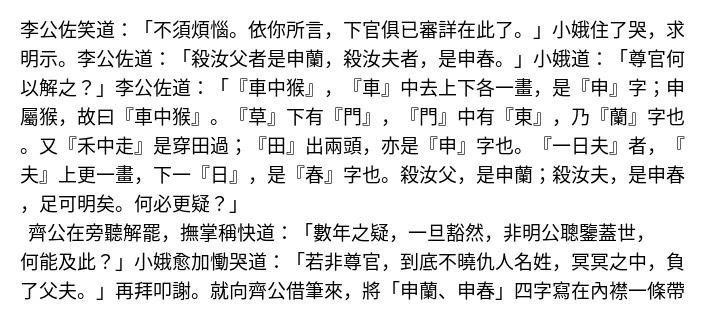 李公佐笑道：「不須煩惱。依你所言，下官俱已審詳在此了。」小娥住了哭，求
明示。李公佐道：「殺汝父者是申蘭，殺汝夫者，是申春。」小娥道：「尊官何
以解之？」李公佐道：「『車中猴』，『車』中去上下各一畫，是『申』字；申
屬猴，故曰『車中猴』。『草』下有『門』，『門』中有『東』，乃『蘭』字也
。又『禾中走』是穿田過；『田』出兩頭，亦是『申』字也。『一日夫』者，『
夫』上更一畫，下一『日』，是『春』字也。殺汝父，是申蘭；殺汝夫，是申春
，足可明矣。何必更疑？」
齊公在旁聽解罷，撫掌稱快道：「數年之疑，一旦豁然，非明公聰鑒蓋世，
何能及此？」小娥愈加慟哭道：「若非尊官，到底不曉仇人名姓，冥冥之中，負
了父夫。」再拜叩謝。就向齊公借筆來，將「申蘭、申春」四字寫在內襟一條帶